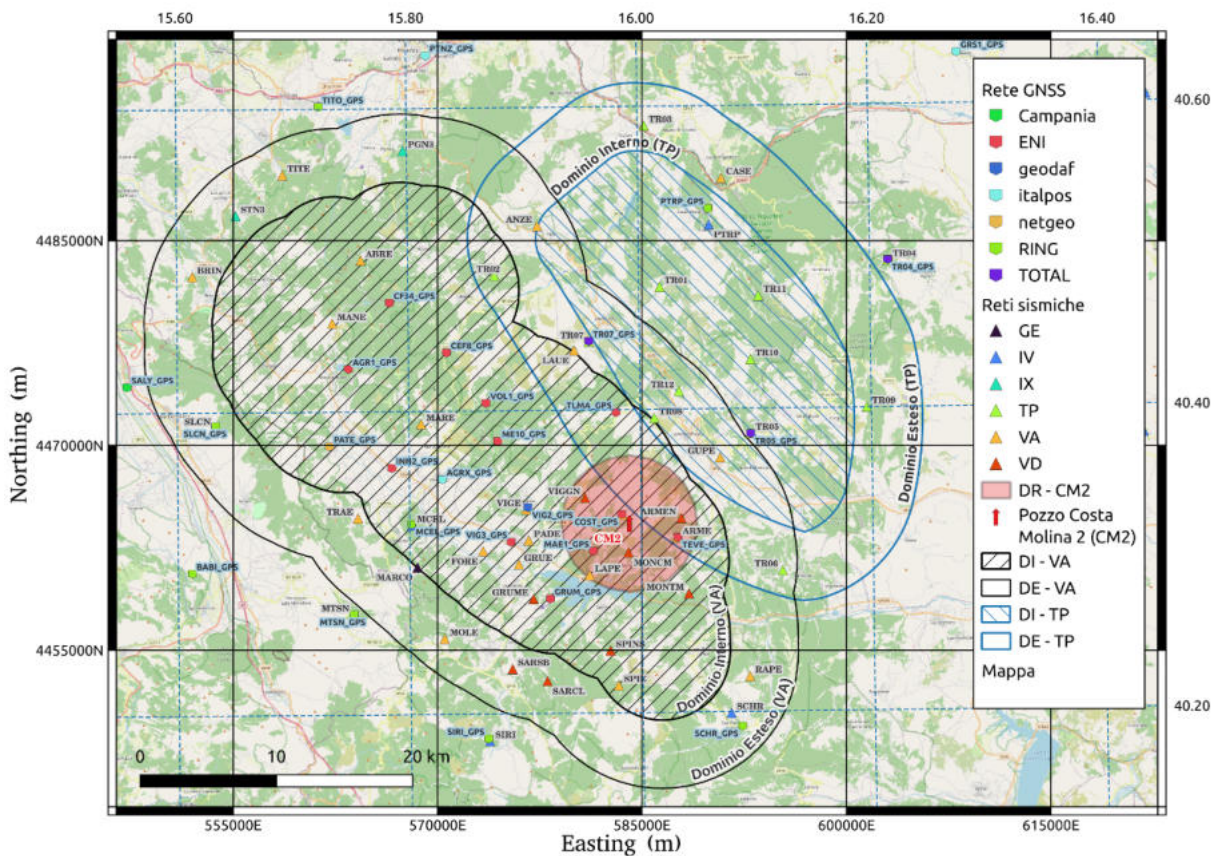 15.60
15.80
16.00
16.20
16.40
PTNZ_GPS
GRS1_GPS
TITO_GPS
40.60
TR03
PGN3
Dominio Interno (TP)
TITE
CASE
PTRP_GPS
STN3
ANZE
PTRP
4485000N
ABRE
TR04
BRIN
TR02
TR04_GPS
TR01
TR11
CF34_GPS
MANE
TR07
TR07_GPS
CEF8_GPS
LAUE
TR10
AGR1_GPS
SALY_GPS
TR12
VOL1_GPS
TLMA_GPS
TR09
40.40
MARE
TR08
SLCN
SLCN_GPS
TR05
PATE_GPS
ME10_GPS
TR05_GPS
4470000N
GUPE
INR2_GPS
AGRX_GPS
Dominio Esteso (TP)
VIGGN
VIGE
TRAE
MCEL
VIG2_GPS
COST_GPS
ARMEN
MCEL_GPS
VIG3_GPS
PADE
CM2
ARME
MAE1_GPS
TEVE_GPS
FORE
GRUE
MONCM
BABI_GPS
MARCO
LAPE
TR06
GRUME
GRUM_GPS
MONTM
MTSN
MTSN_GPS
MOLE
4455000N
SPINS
SARSB
SARCL
SPIE
RAPE
Dominio Interno (VA)
SCHR
40.20
SIRI_GPS
SIRI
SCHR_GPS
Dominio Esteso (VA)
0
20 km
555000E
570000E
585000E
600000E
615000E
Easting (m)
Northing (m)
Rete GNSS
Campania
ENI
geodaf
italpos
netgeo
RING
TOTAL
Reti sismiche
GE
IV
IX
TP
VA
VD
DR - CM2
Pozzo Costa
Molina 2 (CM2)
DI - VA
DE - VA
DI - TP
DE - TP
Mappa